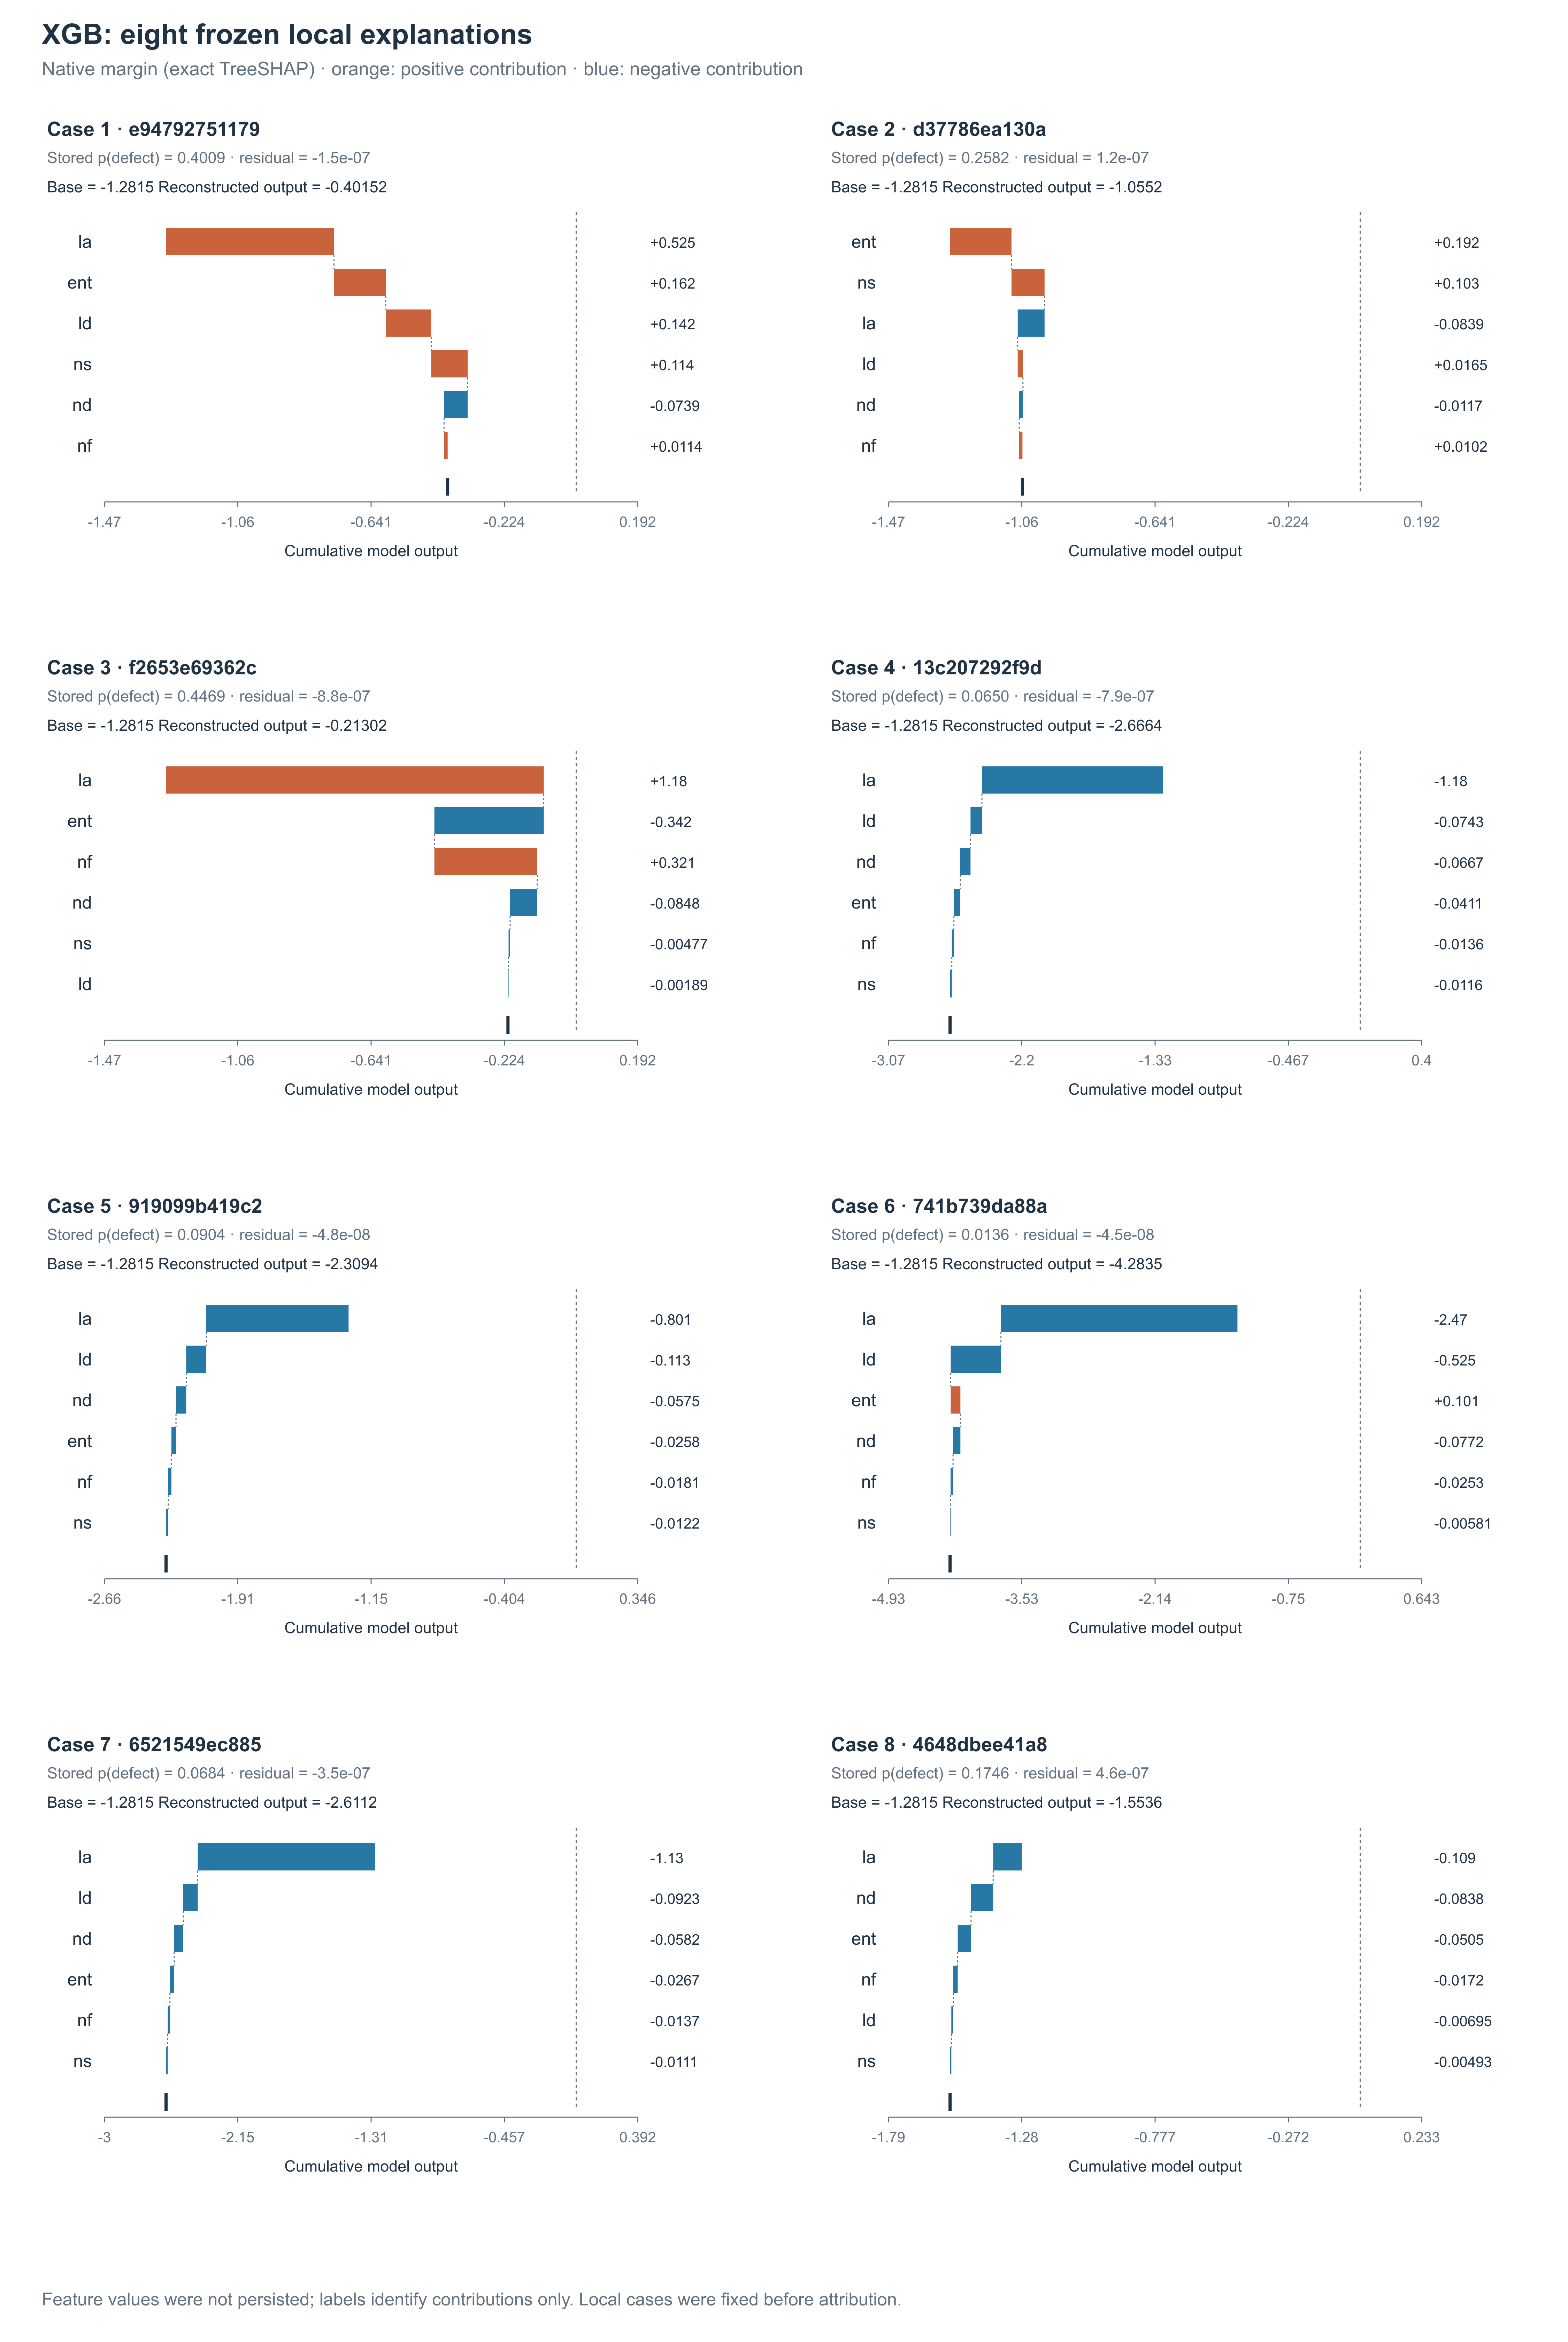 XGB: eight frozen local explanations
Native margin (exact TreeSHAP) · orange: positive contribution · blue: negative contribution
Case 1 · e94792751179
Stored p(defect) = 0.4009 · residual = -1.5e-07
Base = -1.2815 Reconstructed output = -0.40152
la +0.525
ent +0.162
ld +0.142
ns +0.114
nd -0.0739
nf +0.0114
-1.47 -1.06 -0.641 -0.224 0.192
Cumulative model output
Case 2 · d37786ea130a
Stored p(defect) = 0.2582 · residual = 1.2e-07
Base = -1.2815 Reconstructed output = -1.0552
ent +0.192
ns +0.103
la -0.0839
ld +0.0165
nd -0.0117
nf +0.0102
-1.47 -1.06 -0.641 -0.224 0.192
Cumulative model output
Case 3 · f2653e69362c
Stored p(defect) = 0.4469 · residual = -8.8e-07
Base = -1.2815 Reconstructed output = -0.21302
la +1.18
ent -0.342
nf +0.321
nd -0.0848
ns -0.00477
ld -0.00189
-1.47 -1.06 -0.641 -0.224 0.192
Cumulative model output
Case 4 · 13c207292f9d
Stored p(defect) = 0.0650 · residual = -7.9e-07
Base = -1.2815 Reconstructed output = -2.6664
la -1.18
ld -0.0743
nd -0.0667
ent -0.0411
nf -0.0136
ns -0.0116
-3.07 -2.2 -1.33 -0.467 0.4
Cumulative model output
Case 5 · 919099b419c2
Stored p(defect) = 0.0904 · residual = -4.8e-08
Base = -1.2815 Reconstructed output = -2.3094
la -0.801
ld -0.113
nd -0.0575
ent -0.0258
nf -0.0181
ns -0.0122
-2.66 -1.91 -1.15 -0.404 0.346
Cumulative model output
Case 6 · 741b739da88a
Stored p(defect) = 0.0136 · residual = -4.5e-08
Base = -1.2815 Reconstructed output = -4.2835
la -2.47
ld -0.525
ent +0.101
nd -0.0772
nf -0.0253
ns -0.00581
-4.93 -3.53 -2.14 -0.75 0.643
Cumulative model output
Case 7 · 6521549ec885
Stored p(defect) = 0.0684 · residual = -3.5e-07
Base = -1.2815 Reconstructed output = -2.6112
la -1.13
ld -0.0923
nd -0.0582
ent -0.0267
nf -0.0137
ns -0.0111
-3 -2.15 -1.31 -0.457 0.392
Cumulative model output
Case 8 · 4648dbee41a8
Stored p(defect) = 0.1746 · residual = 4.6e-07
Base = -1.2815 Reconstructed output = -1.5536
la -0.109
nd -0.0838
ent -0.0505
nf -0.0172
ld -0.00695
ns -0.00493
-1.79 -1.28 -0.777 -0.272 0.233
Cumulative model output
Feature values were not persisted; labels identify contributions only. Local cases were fixed before attribution.